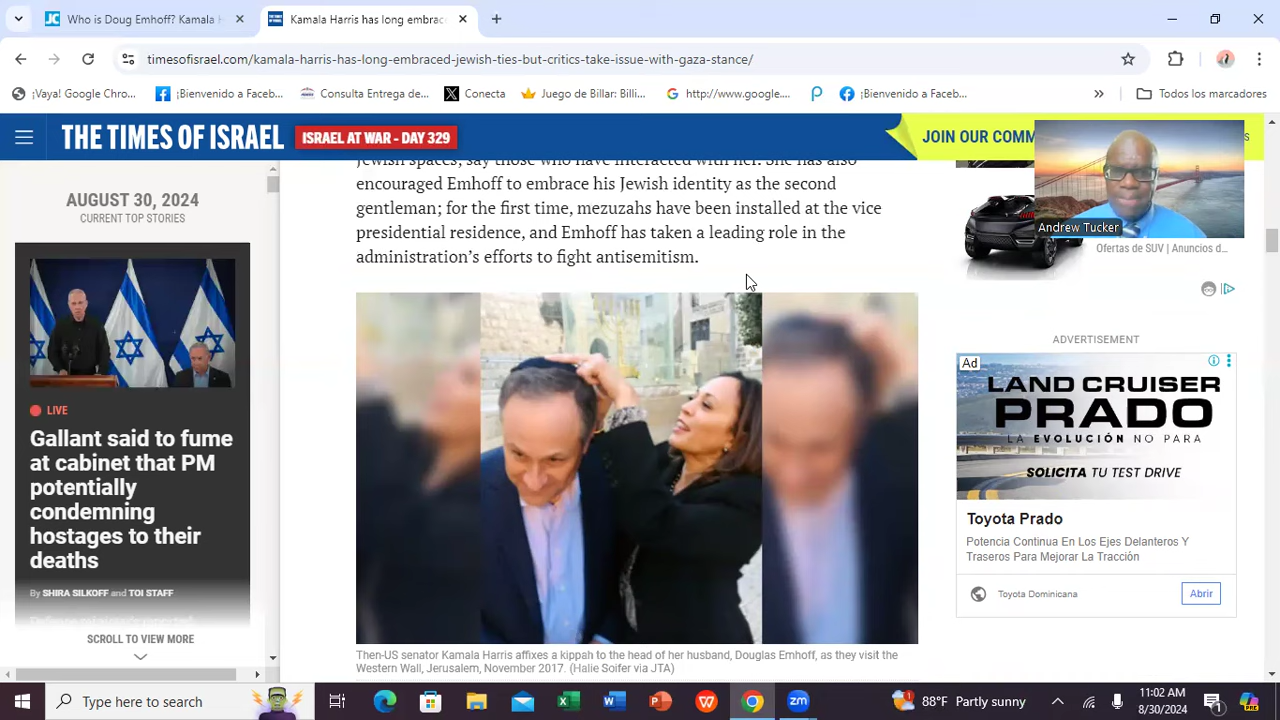 Who is Doug Emhoff? Kamala H
Kamala Harris has long embrace
timesofisrael.com/kamala-harris-has-long-embraced-jewish-ties-but-critics-take-issue-with-gaza-stance/
¡Vaya! Google Chro...
¡Bienvenido a Faceb...
Consulta Entrega de...
Conecta
Juego de Billar: Billi...
http://www.google....
¡Bienvenido a Faceb...
Todos los marcadores
THE TIMES OF ISRAEL
ISRAEL AT WAR - DAY 329
JOIN OUR COMM
Andrew Tucker
AUGUST 30, 2024
CURRENT TOP STORIES
LIVE
Gallant said to fume
at cabinet that PM
potentially
condemning
hostages to their
deaths
By SHIRA SILKOFF and TOI STAFF
SCROLL TO VIEW MORE
Jewish spaces, say those who have interacted with her. She has also
encouraged Emhoff to embrace his Jewish identity as the second
gentleman; for the first time, mezuzahs have been installed at the vice
presidential residence, and Emhoff has taken a leading role in the
administration's efforts to fight antisemitism.
Then-US senator Kamala Harris affixes a kippah to the head of her husband, Douglas Emhoff, as they visit the
Western Wall, Jerusalem, November 2017. (Halie Soifer via JTA)
Ofertas de SUV | Anuncios d...
ADVERTISEMENT
Ad
LAND CRUISER
PRADO
LA EVOLUCIÓN NO PARA
SOLICITA TU TEST DRIVE
Toyota Prado
Potencia Continua En Los Ejes Delanteros Y
Traseros Para Mejorar La Tracción
Toyota Dominicana
Abrir
Type here to search
88°F Partly sunny
11:02 AM
8/30/2024